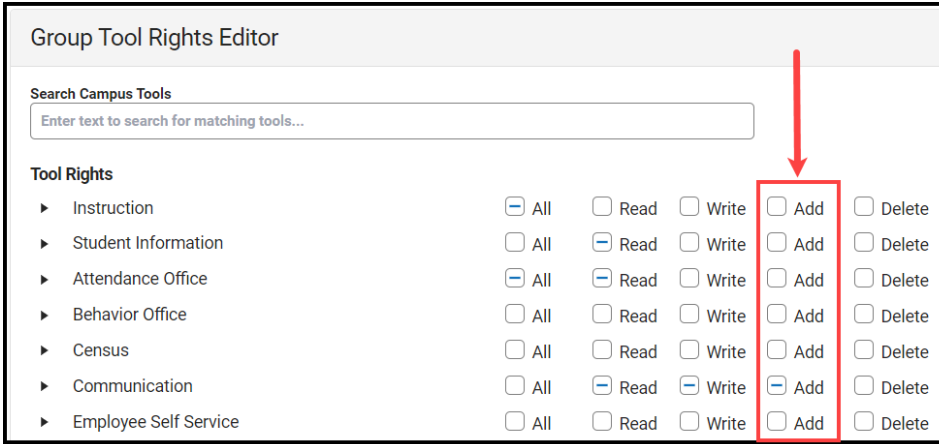 Group Tool Rights Editor
Search Campus Tools
Enter text to search for matching tools...
Tool Rights
Instruction All Read Write Add Delete
Student Information All Read Write Add Delete
Attendance Office All Read Write Add Delete
Behavior Office All Read Write Add Delete
Census All Read Write Add Delete
Communication All Read Write Add Delete
Employee Self Service All Read Write Add Delete